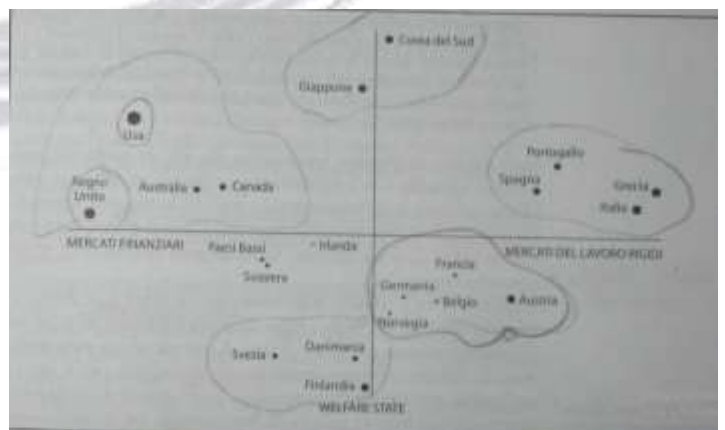 Corea del Sud
Giappone
Usa
Portogallo
Regno
Unito
Australia
Canada
Spagna
Grecia
Italia
MERCATI FINANZIARI
Paesi Bassi
Irlanda
MERCATI DEL LAVORO RIGIDI
Svizzera
Francia
Germania
Belgio
Austria
Norvegia
Svezia
Danimarca
Finlandia
WELFARE STATE